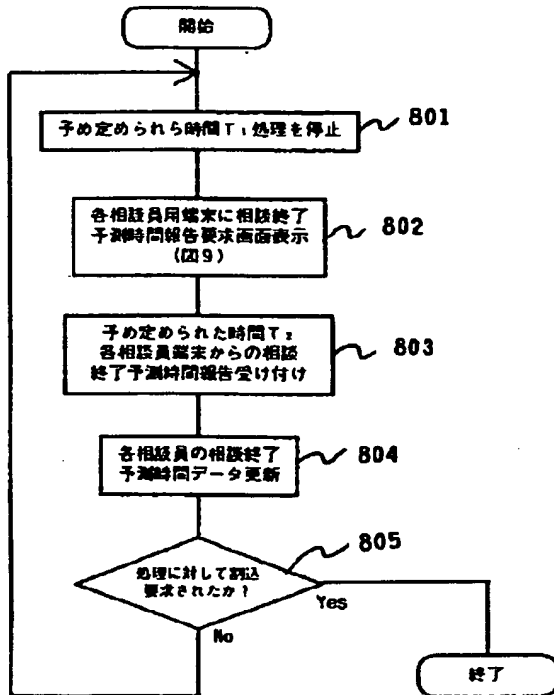 開始
予め定められら時間T₁処理を停止
801
各相談員用端末に相談終了
予測時間報告要求画面表示
(図9)
802
予め定められた時間T₂
各相談員端末からの相談
終了予測時間報告受け付け
803
各相談員の相談終了
予測時間データ更新
804
処理に対して割込
要求されたか?
805
Yes
No
終了